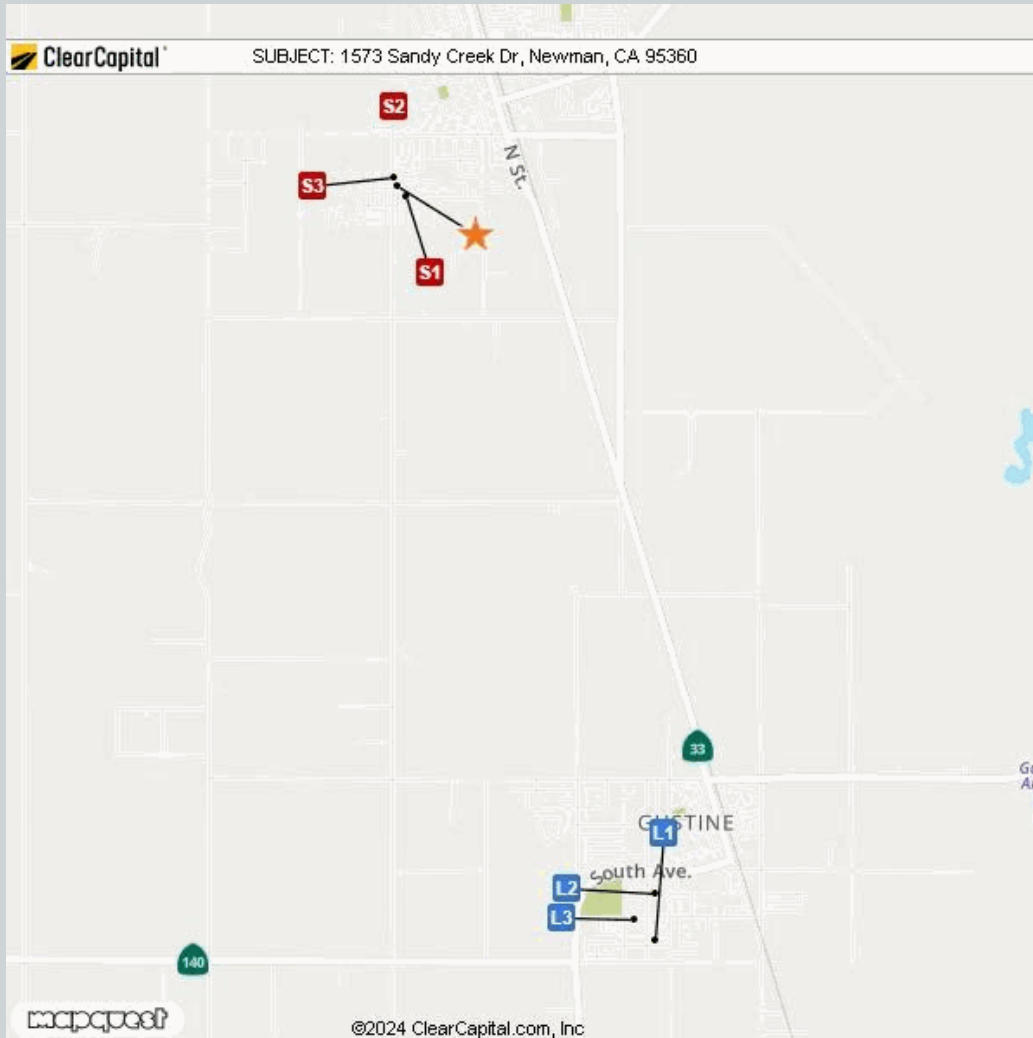 ClearCapital
SUBJECT: 1573 Sandy Creek Dr, Newman, CA 95360
S2
N St.
S3
S1
33
GUSTINE
L1
South Ave.
L2
L3
140
mapquest
©2024 ClearCapital.com, Inc